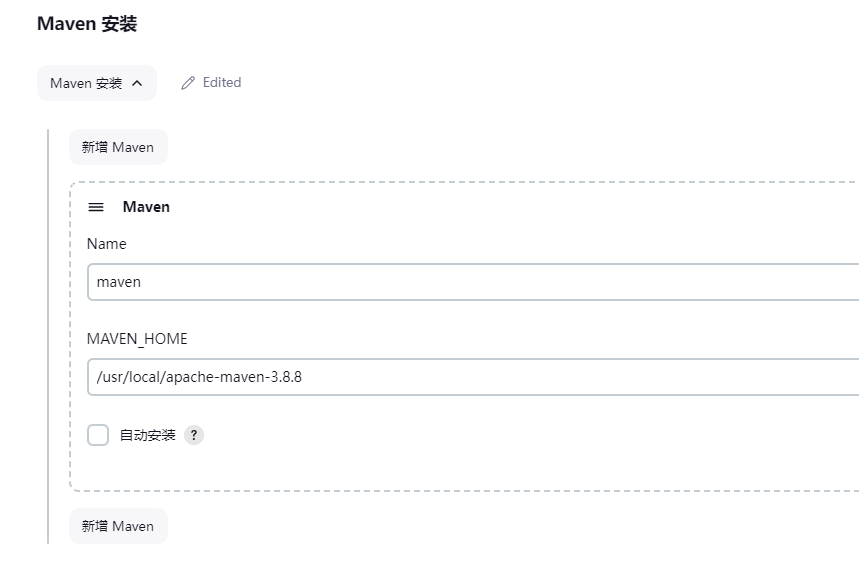 Maven 安装
Maven 安装
Edited
新增 Maven
Maven
Name
maven
MAVEN_HOME
/usr/local/apache-maven-3.8.8
自动安装 ?
新增 Maven